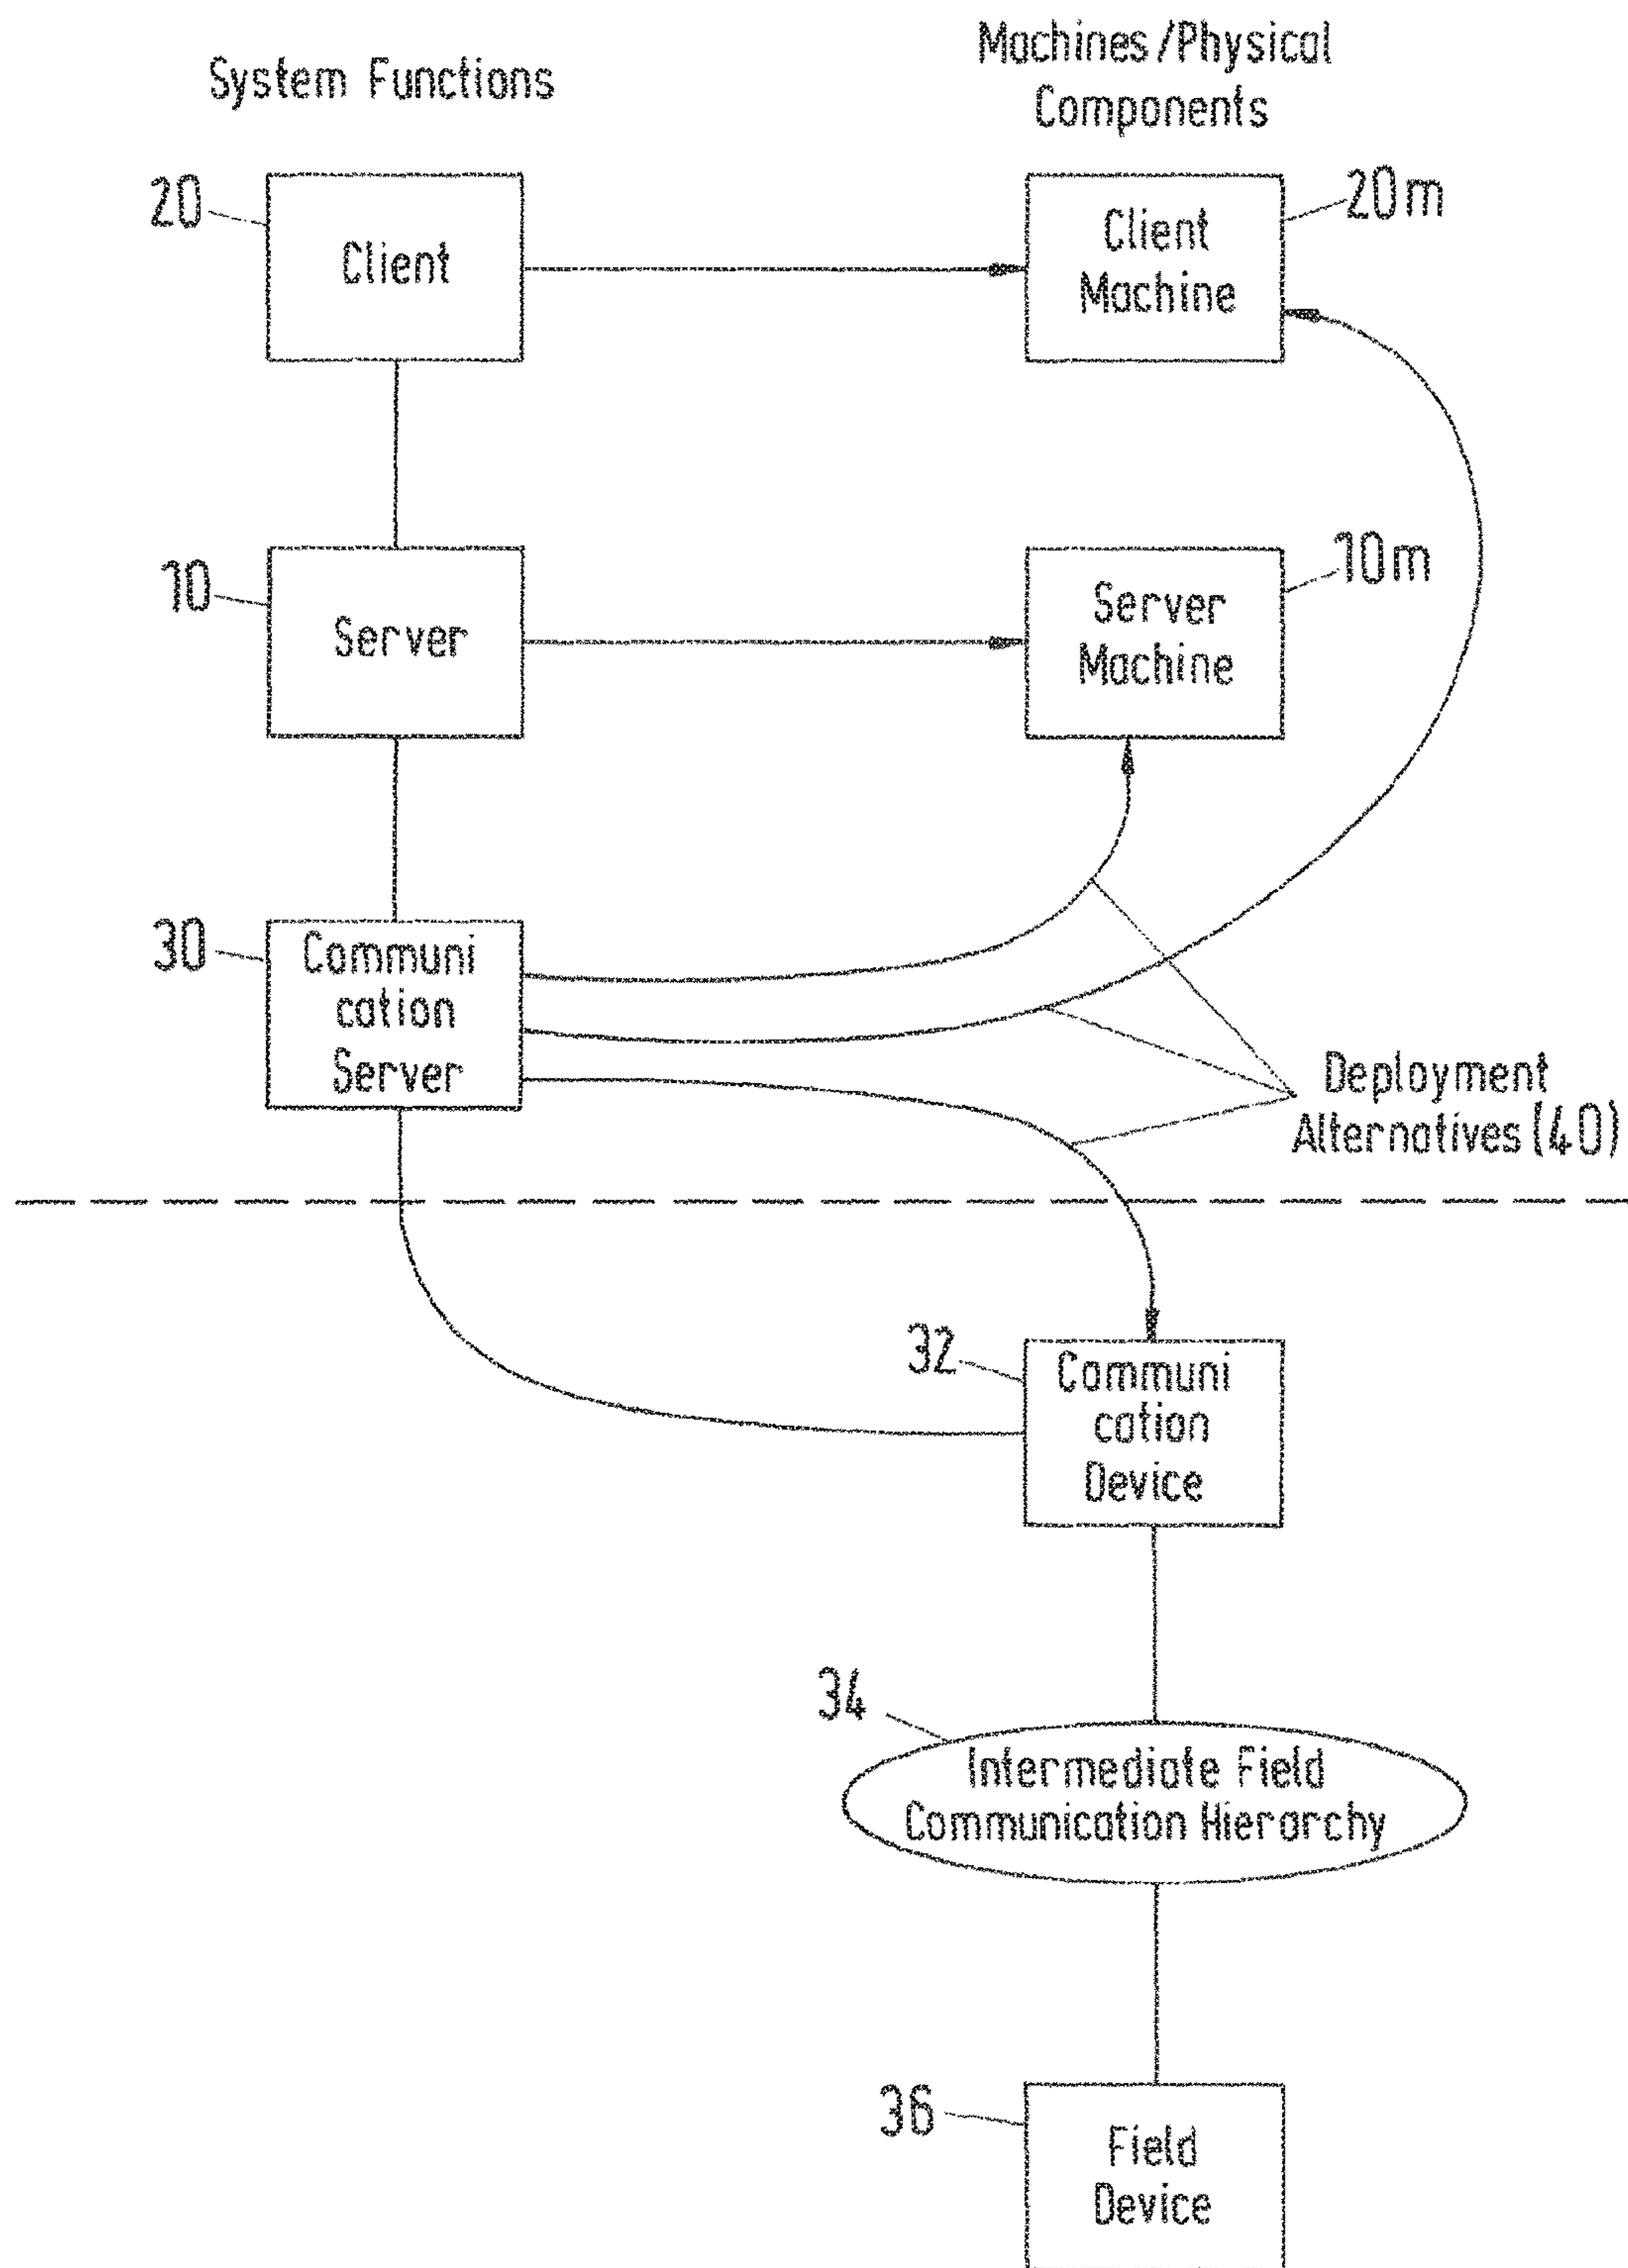 System Functions
Machines/Physical
Components
20
Client
Client
Machine
20m
10
Server
Server
Machine
10m
30
Communi
cation
Server
Deployment
Alternatives (40)
32
Communi
cation
Device
34
Intermediate Field
Communication Hierarchy
36
Field
Device